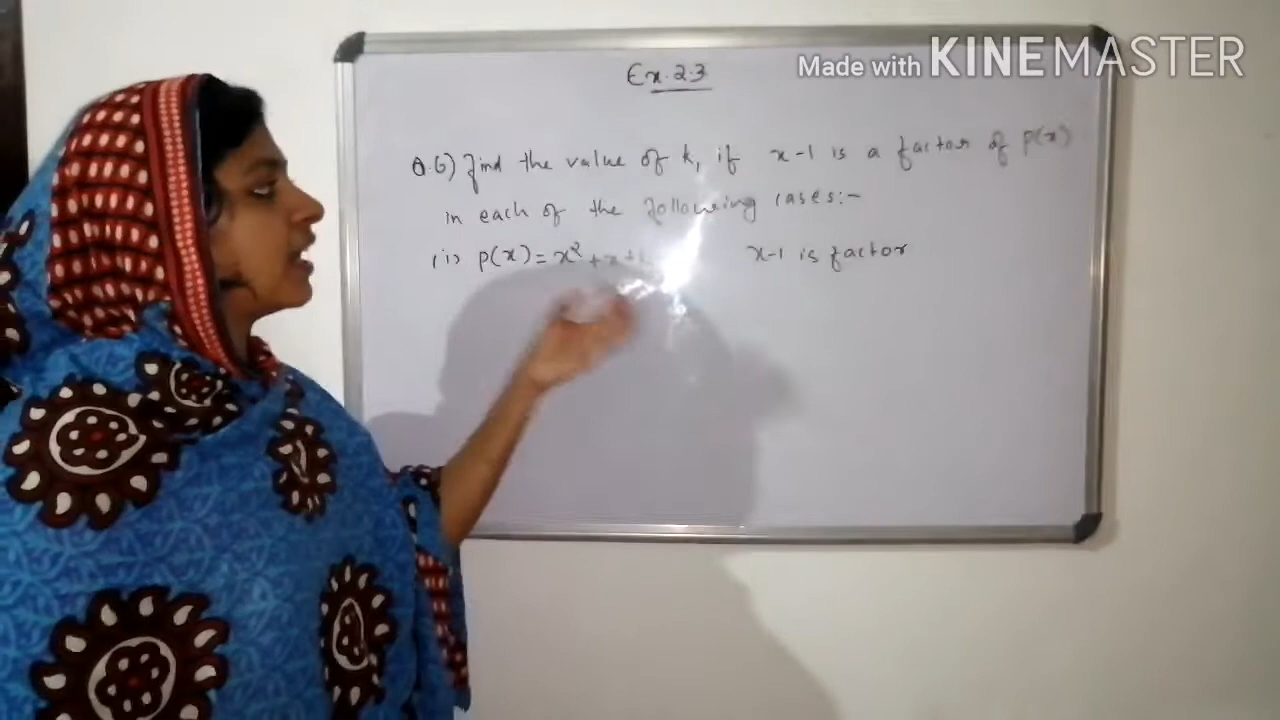 Made with KINEMASTER
Ex. 2.3
Q.6) Find the value of k, if x-1 is a factor of P(x)
in each of the following cases:-
(i) P(x) = x² + x + x-1 is factor